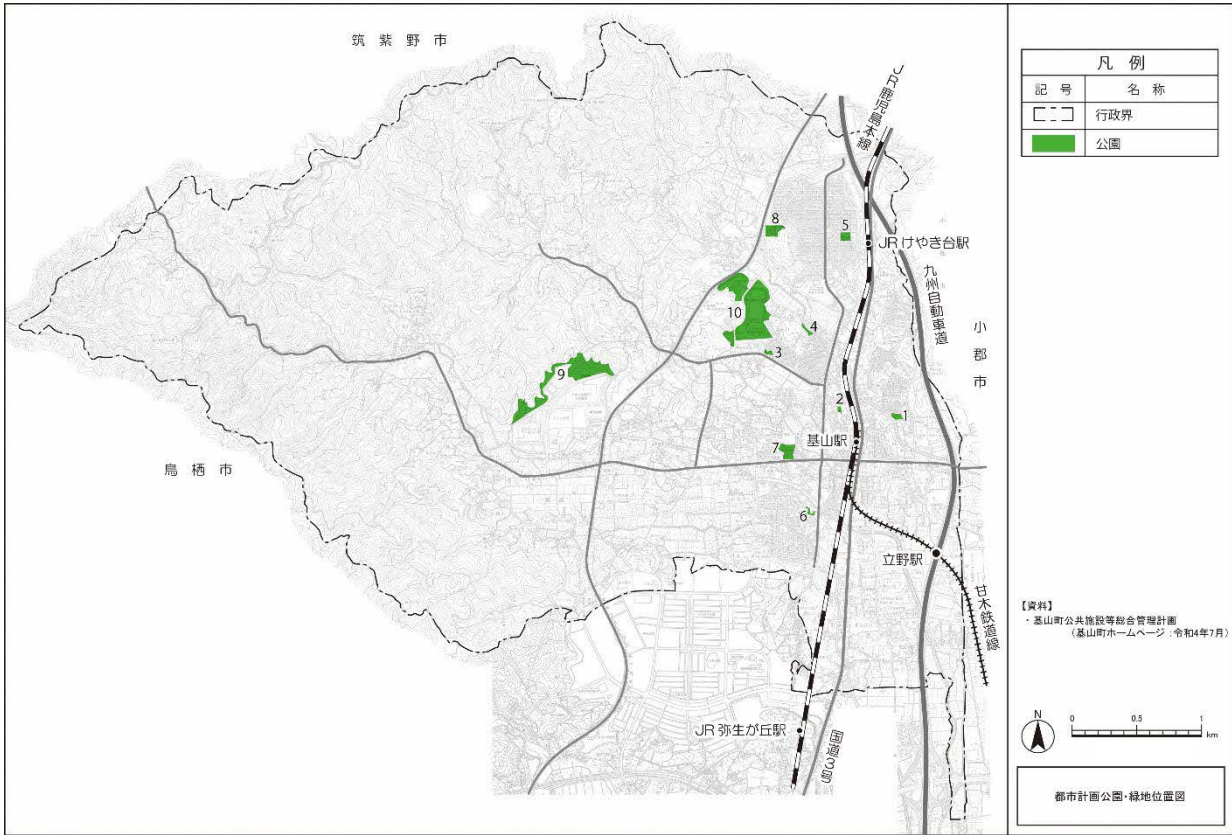 筑紫野市
JR鹿児島本線
8
5
JRけやき台駅
九州自動車道
小郡市
10
4
3
9
2
1
基山駅
7
鳥栖市
6
立野駅
甘木鉄道線
JR弥生が丘駅
国道3号
凡例
記号 名称
行政界
公園
【資料】
・基山町公共施設等総合管理計画
(基山町ホームページ:令和4年7月)
N
0 0.5 1
km
都市計画公園・緑地位置図